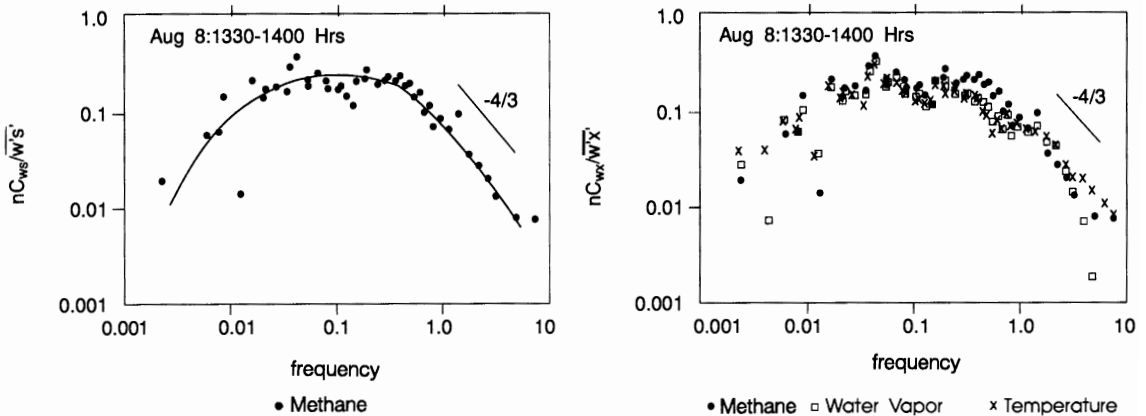 1.0
Aug 8:1330-1400 Hrs
-4/3
0.1
nCws/w's'
0.01
0.001
0.001 0.01 0.1 1.0 10
frequency
● Methane
1.0
Aug 8:1330-1400 Hrs
-4/3
0.1
nCwx/w'x'
0.01
0.001
0.001 0.01 0.1 1.0 10
frequency
● Methane □ Water Vapor x Temperature